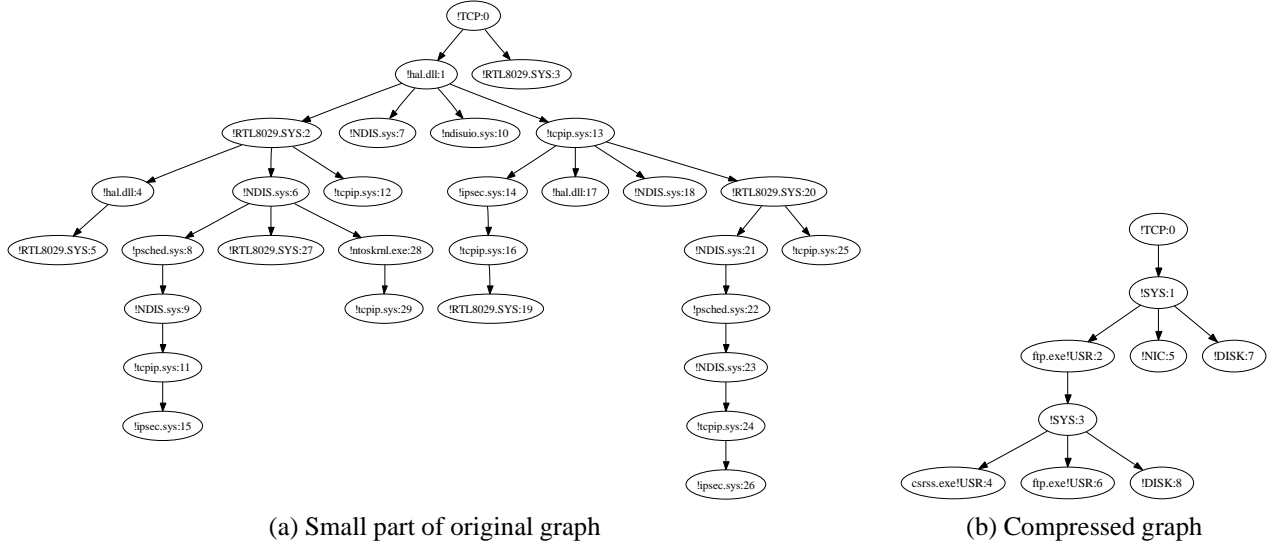 !TCP:0
!hal.dll:1
!RTL8029.SYS:3
!RTL8029.SYS:2
!NDIS.sys:7
!ndisuio.sys:10
!tcpip.sys:13
!hal.dll:4
!NDIS.sys:6
!tcpip.sys:12
!ipsec.sys:14
!hal.dll:17
!NDIS.sys:18
!RTL8029.SYS:20
!RTL8029.SYS:5
!psched.sys:8
!RTL8029.SYS:27
!ntoskrnl.exe:28
!tcpip.sys:16
!NDIS.sys:21
!tcpip.sys:25
!NDIS.sys:9
!tcpip.sys:29
!RTL8029.SYS:19
!psched.sys:22
!tcpip.sys:11
!NDIS.sys:23
!ipsec.sys:15
!tcpip.sys:24
!ipsec.sys:26
(a) Small part of original graph
!TCP:0
!SYS:1
ftp.exe!USR:2
!NIC:5
!DISK:7
!SYS:3
csrss.exe!USR:4
ftp.exe!USR:6
!DISK:8
(b) Compressed graph